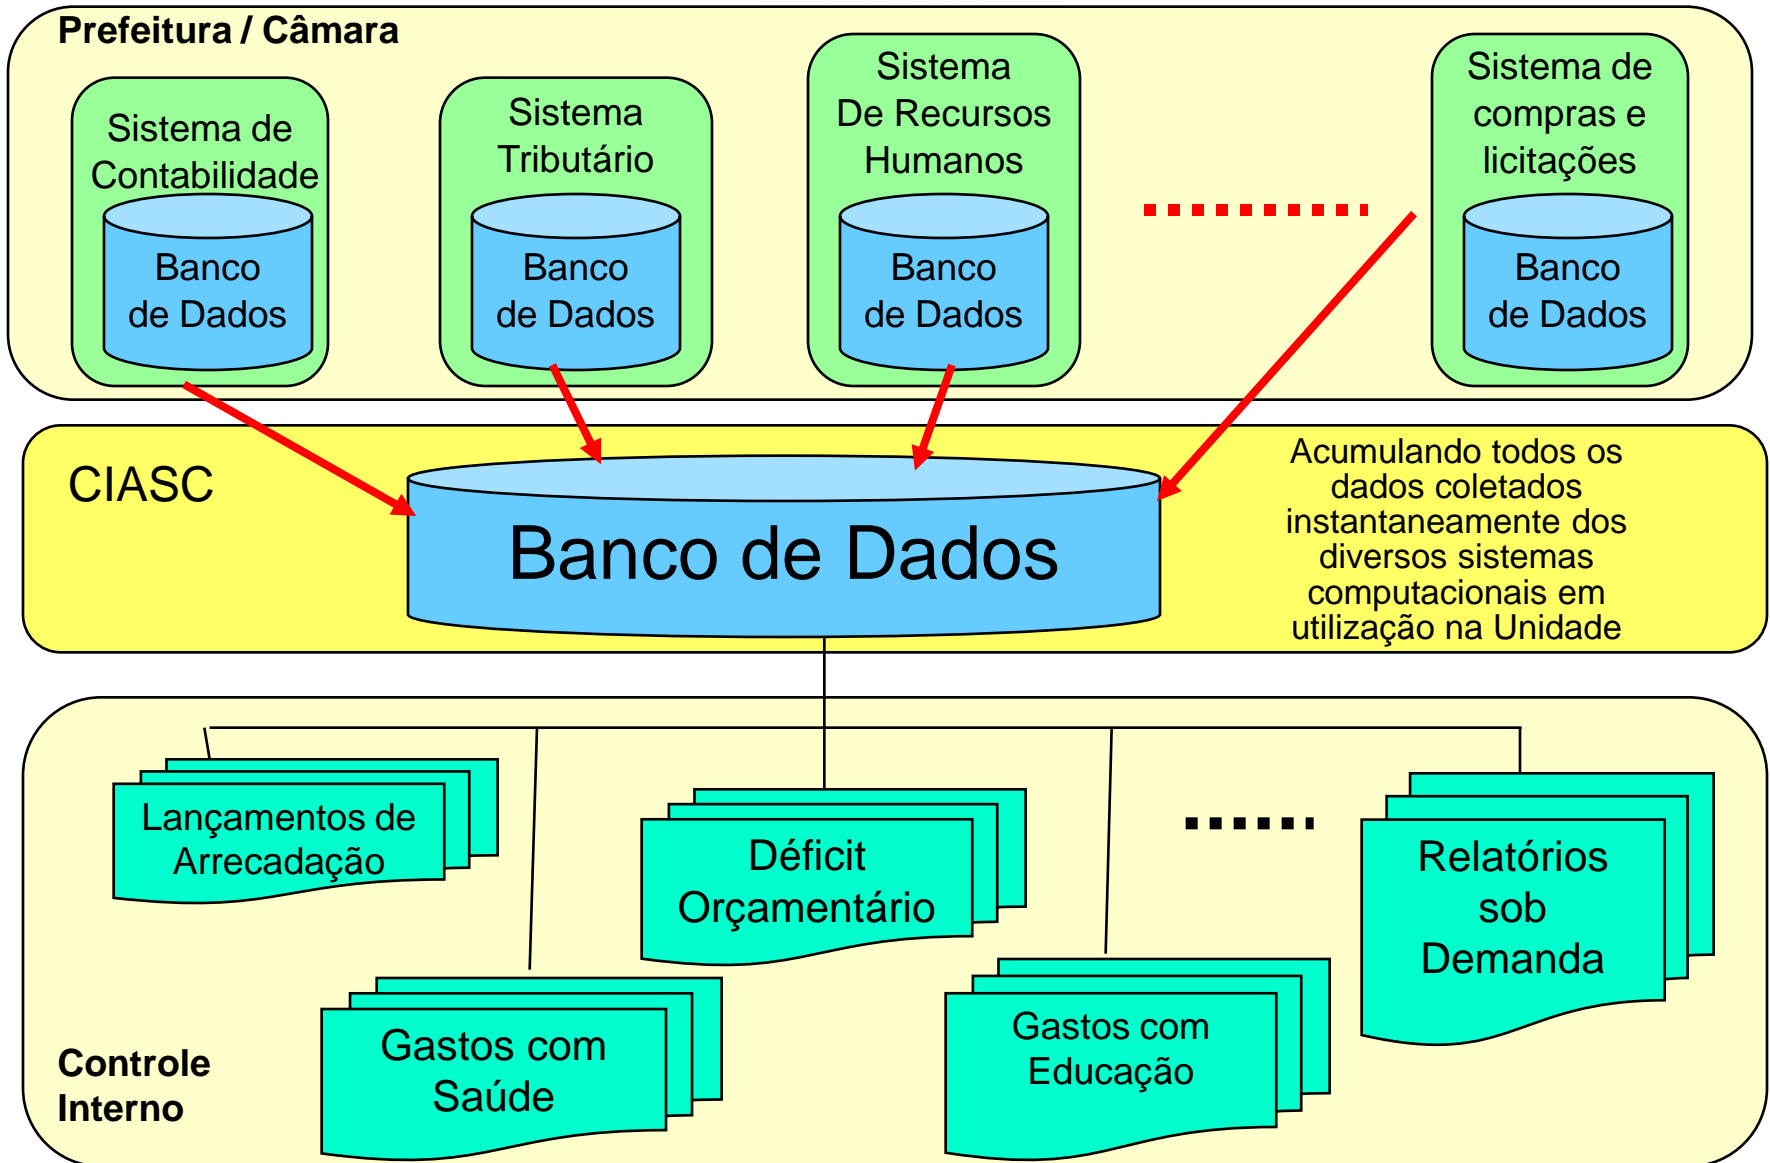 Prefeitura / Câmara
Sistema de
Contabilidade
Banco
de Dados
Sistema
Tributário
Banco
de Dados
Sistema
De Recursos
Humanos
Banco
de Dados
Sistema de
compras e
licitações
Banco
de Dados
CIASC
Banco de Dados
Acumulando todos os
dados coletados
instantaneamente dos
diversos sistemas
computacionais em
utilização na Unidade
Lançamentos de
Arrecadação
Déficit
Orçamentário
Relatórios
sob
Demanda
Gastos com
Saúde
Gastos com
Educação
Controle
Interno